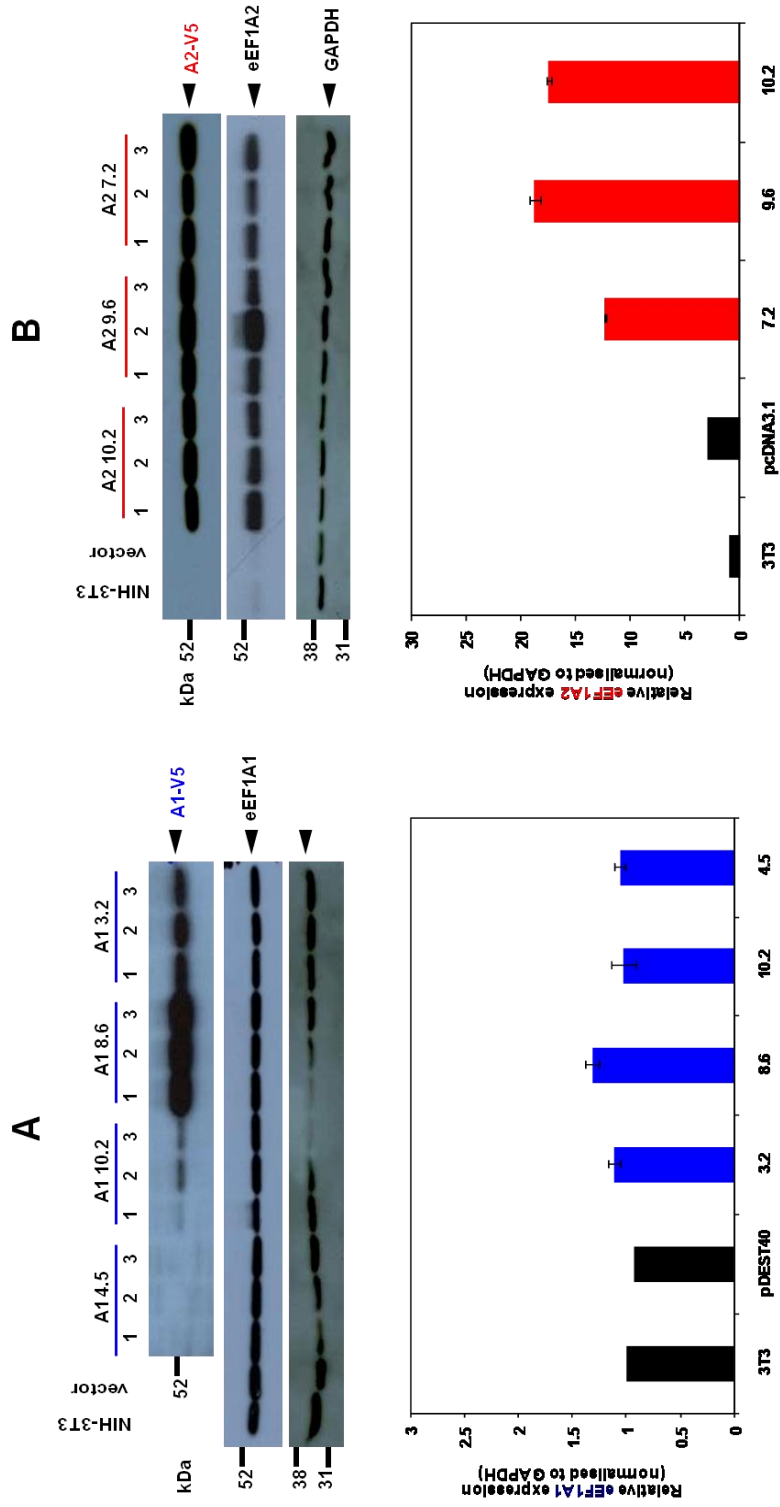 A
A1 4.5 A1 10.2 A1 8.6 A1 3.2
NIH-3T3 vector 1 2 3 1 2 3 1 2 3 1 2 3
kDa 52 A1-V5
52 eEF1A1
38
31
Relative eEF1A1 expression
(normalised to GAPDH)
3
2.5
2
1.5
1
0.5
0
3T3 pDEST40 3.2 8.6 10.2 4.5
B
A2 10.2 A2 9.6 A2 7.2
NIH-3T3 vector 1 2 3 1 2 3 1 2 3
kDa 52 A2-V5
52 eEF1A2
38 GAPDH
31
Relative eEF1A2 expression
(normalised to GAPDH)
30
25
20
15
10
5
0
3T3 pcDNA3.1 7.2 9.6 10.2